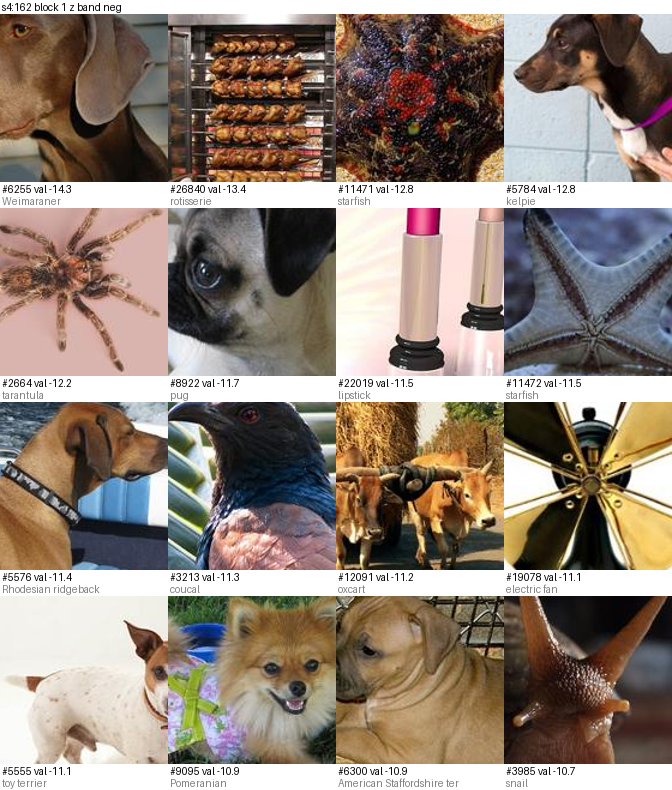 s4:162 block 1 z band neg
#6255 val -14.3
Weimaraner
#26840 val -13.4
rotisserie
#11471 val -12.8
starfish
#5784 val -12.8
kelpie
#2664 val -12.2
tarantula
#8922 val -11.7
pug
#22019 val -11.5
lipstick
#11472 val -11.5
starfish
#5576 val -11.4
Rhodesian ridgeback
#3213 val -11.3
coucal
#12091 val -11.2
oxcart
#19078 val -11.1
electric fan
#5555 val -11.1
toy terrier
#9095 val -10.9
Pomeranian
#6300 val -10.9
American Staffordshire ter
#3985 val -10.7
snail